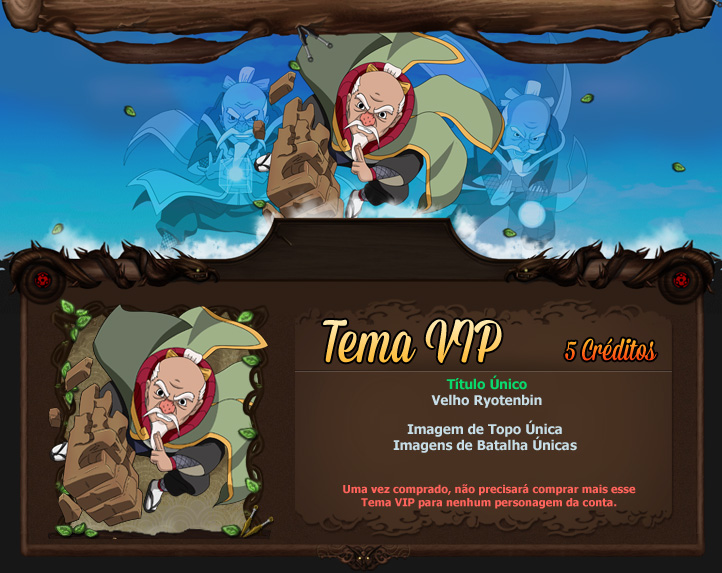 Tema VIP
5 Créditos
Título Único
Velho Ryotenbin
Imagem de Topo Única
Imagens de Batalha Únicas
Uma vez comprado, não precisará comprar mais esse
Tema VIP para nenhum personagem da conta.